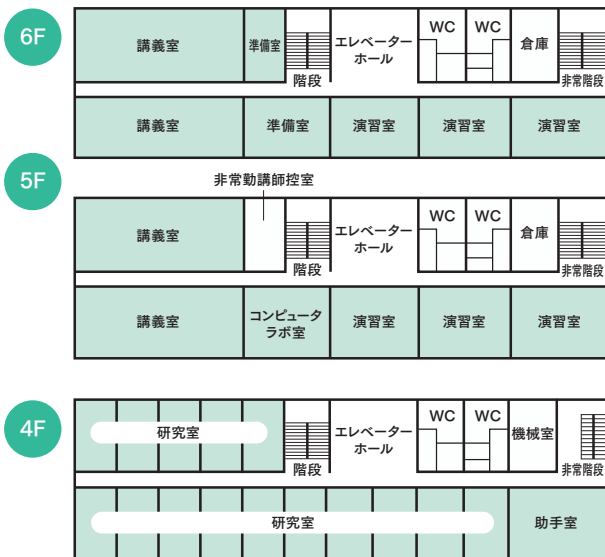 6F
講義室
準備室
階段
エレベーター
ホール
WC
WC
倉庫
非常階段
講義室
準備室
演習室
演習室
演習室
5F
非常勤講師控室
講義室
階段
エレベーター
ホール
WC
WC
倉庫
非常階段
講義室
コンピュータ
ラボ室
演習室
演習室
演習室
4F
研究室
階段
エレベーター
ホール
WC
WC
機械室
非常階段
研究室
助手室